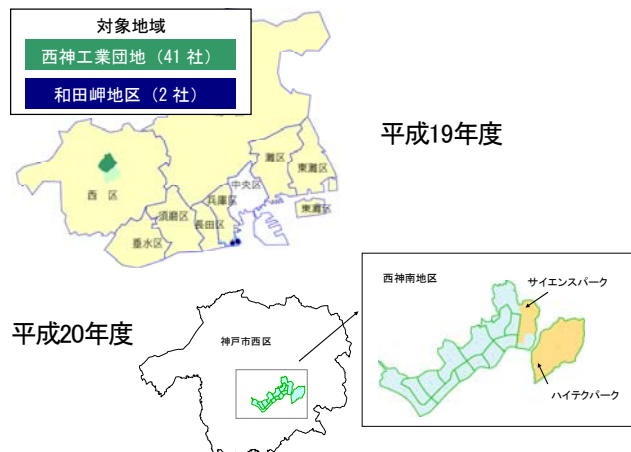 対象地域
西神工業団地（41 社）
和田岬地区（2 社）
平成19年度
灘区
東灘区
中央区
兵庫区
東灘区
西 区
須磨区
長田区
垂水区
平成20年度
神戸市西区
西神南地区
サイエンスパーク
ハイテクパーク